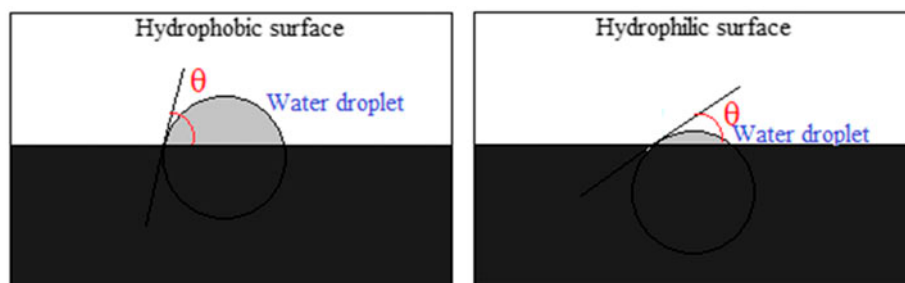 Hydrophobic surface
θ
Water droplet
Hydrophilic surface
θ
Water droplet